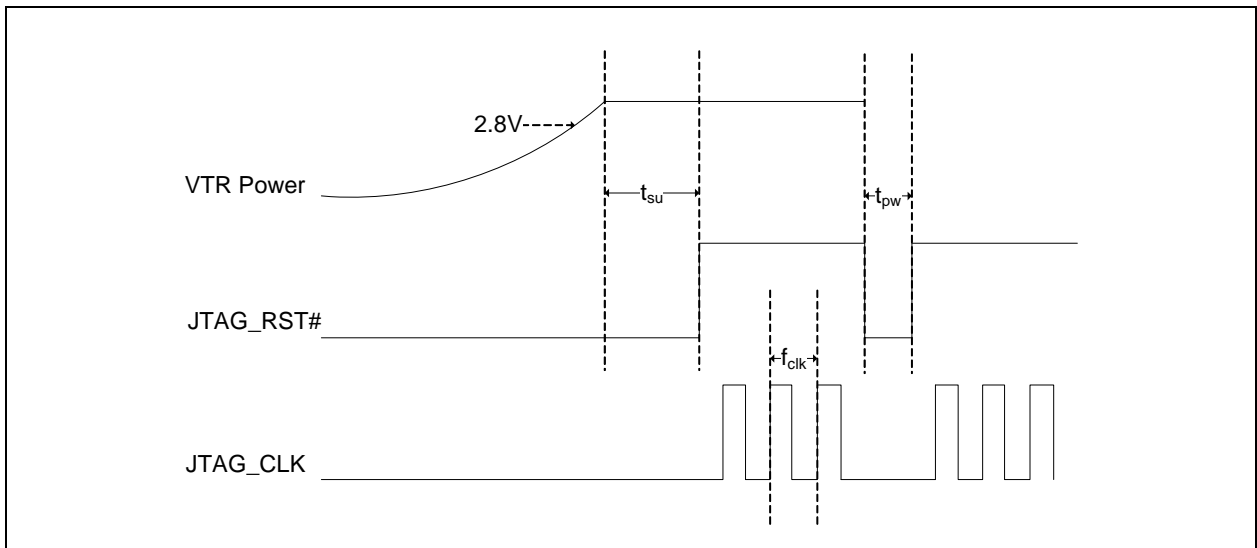 2.8V
VTR Power
tsu
tpw
JTAG_RST#
fclk
JTAG_CLK